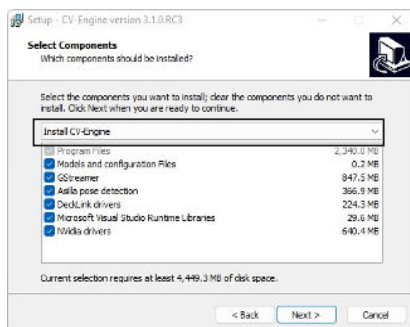 Setup - CV-Engine version 3.1.0.RC3
Select Components
Which components should be installed?
Select the components you want to install; clear the components you do not want to
install. Click Next when you are ready to continue.
Install CV-Engine
Program Files 2,340.0 MB
Models and configuration Files 0.2 MB
GStreamer 847.5 MB
Asilla pose detection 366.9 MB
DeckLink drivers 224.3 MB
Microsoft Visual Studio Runtime Libraries 29.6 MB
NVidia drivers 640.4 MB
Current selection requires at least 4,449.3 MB of disk space.
< Back Next > Cancel